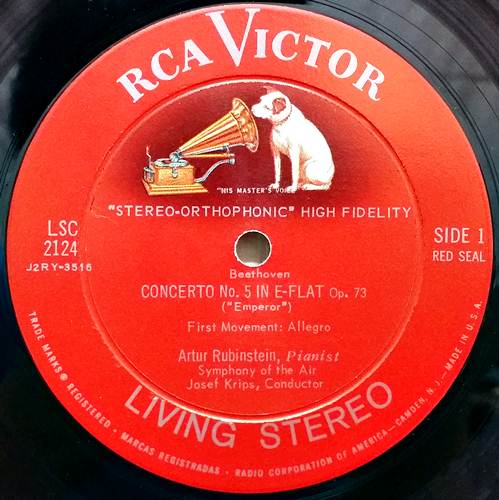 RCA VICTOR
"HIS MASTER'S VOICE"
"STEREO-ORTHOPHONIC" HIGH FIDELITY
LSC
2124
J2RY-3516
SIDE 1
RED SEAL
Beethoven
CONCERTO No. 5 IN E-FLAT Op. 73
("Emperor")
First Movement: Allegro
Artur Rubinstein, Pianist
Symphony of the Air
Josef Krips, Conductor
LIVING STEREO
TRADE MARKS ® REGISTERED • MARCAS REGISTRADAS • RADIO CORPORATION OF AMERICA—CAMDEN, N.J. • MADE IN U.S.A.